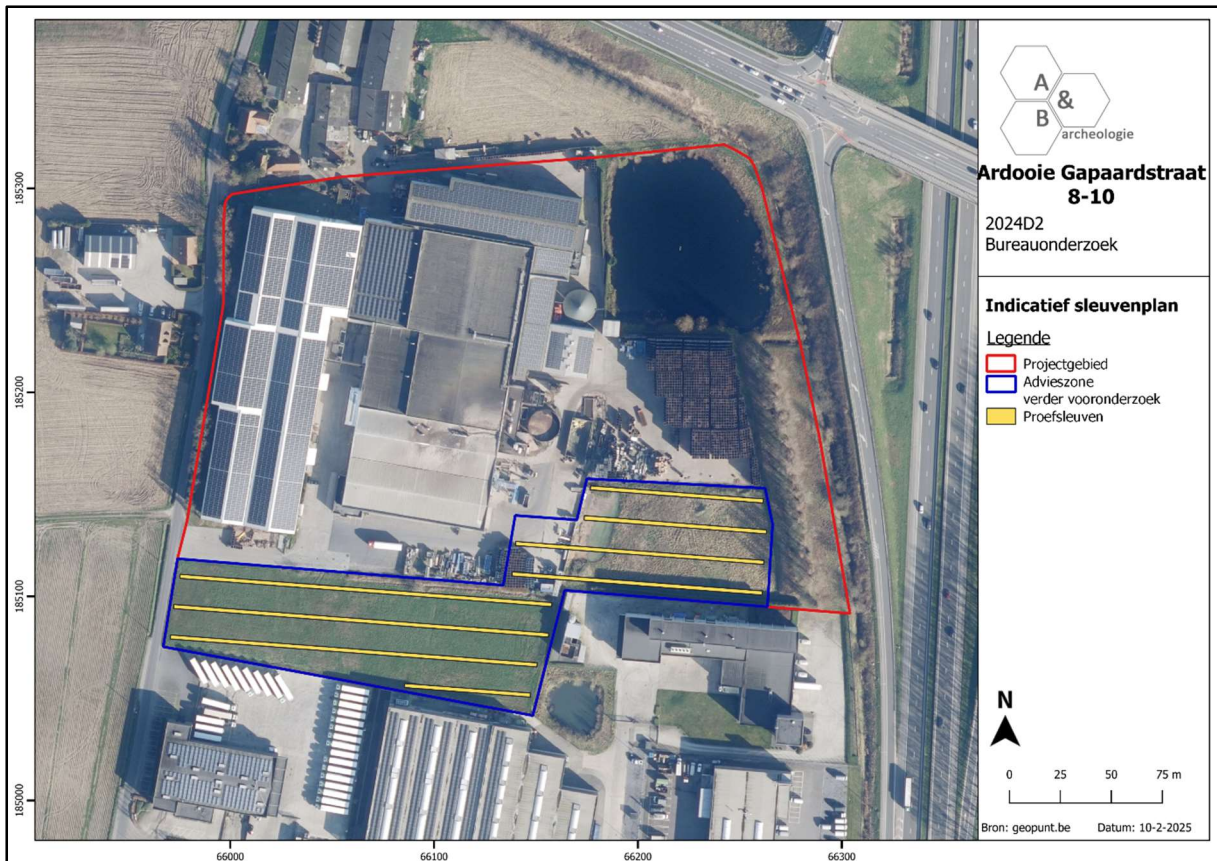 A
&
B
archeologie
Ardooie Gapaardstraat
8-10
2024D2
Bureauonderzoek
Indicatief sleuvenplan
Legende
Projectgebied
Advieszone
verder vooronderzoek
Proefsleuven
N
0 25 50 75 m
Bron: geopunt.be Datum: 10-2-2025
185300
185200
185100
185000
66000 66100 66200 66300